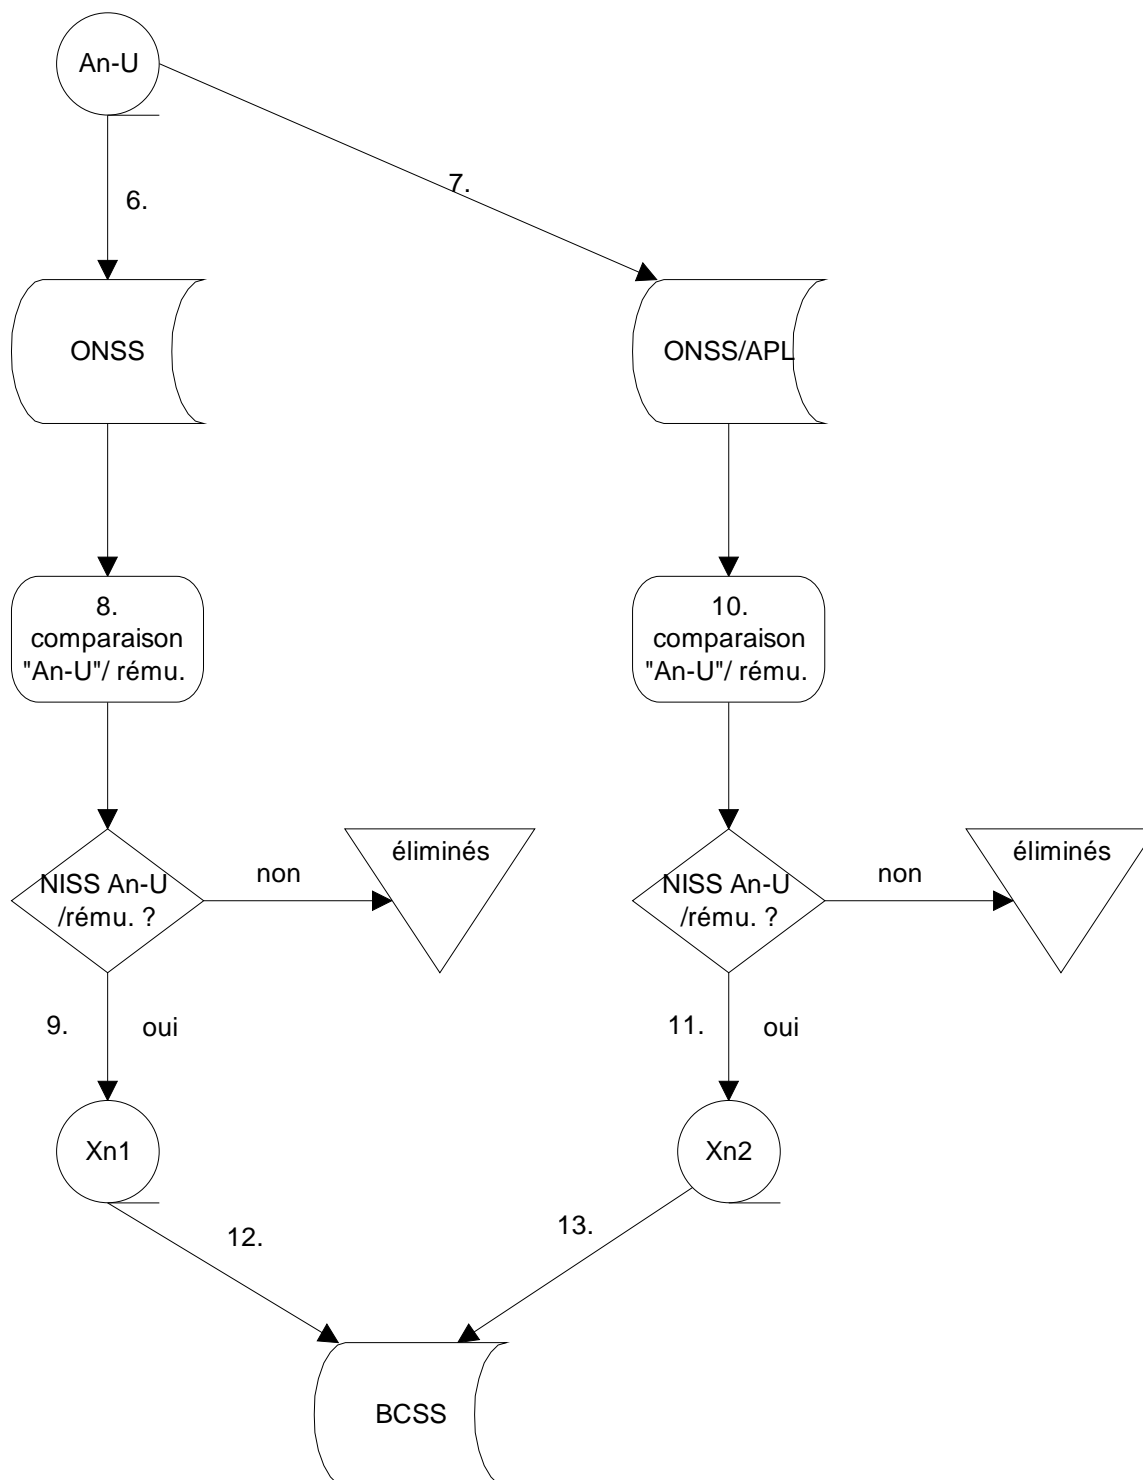 An-U
6.
7.
ONSS
ONSS/APL
8.
comparaison
"An-U"/ rému.
10.
comparaison
"An-U"/ rému.
NISS An-U
/rému. ?
non
éliminés
NISS An-U
/rému. ?
non
éliminés
9.
oui
11.
oui
Xn1
Xn2
12.
13.
BCSS